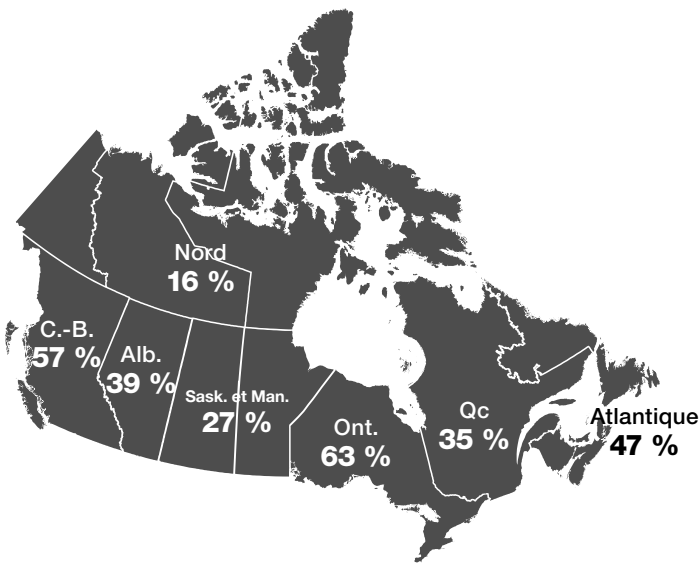 Nord
16 %
C.-B.
57 %
Alb.
39 %
Sask. et Man.
27 %
Ont.
63 %
Qc
35 %
Atlantique
47 %